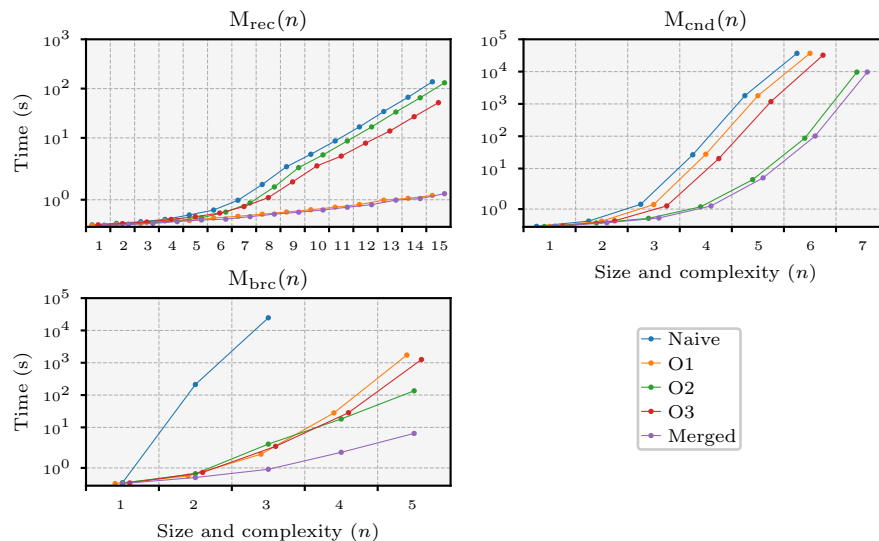 M_rec(n)
Time (s)
10^3
10^2
10^1
10^0
1 2 3 4 5 6 7 8 9 10 11 12 13 14 15
M_cnd(n)
10^5
10^4
10^3
10^2
10^1
10^0
1 2 3 4 5 6 7
Size and complexity (n)
M_brc(n)
Time (s)
10^5
10^4
10^3
10^2
10^1
10^0
1 2 3 4 5
Size and complexity (n)
Naive
O1
O2
O3
Merged